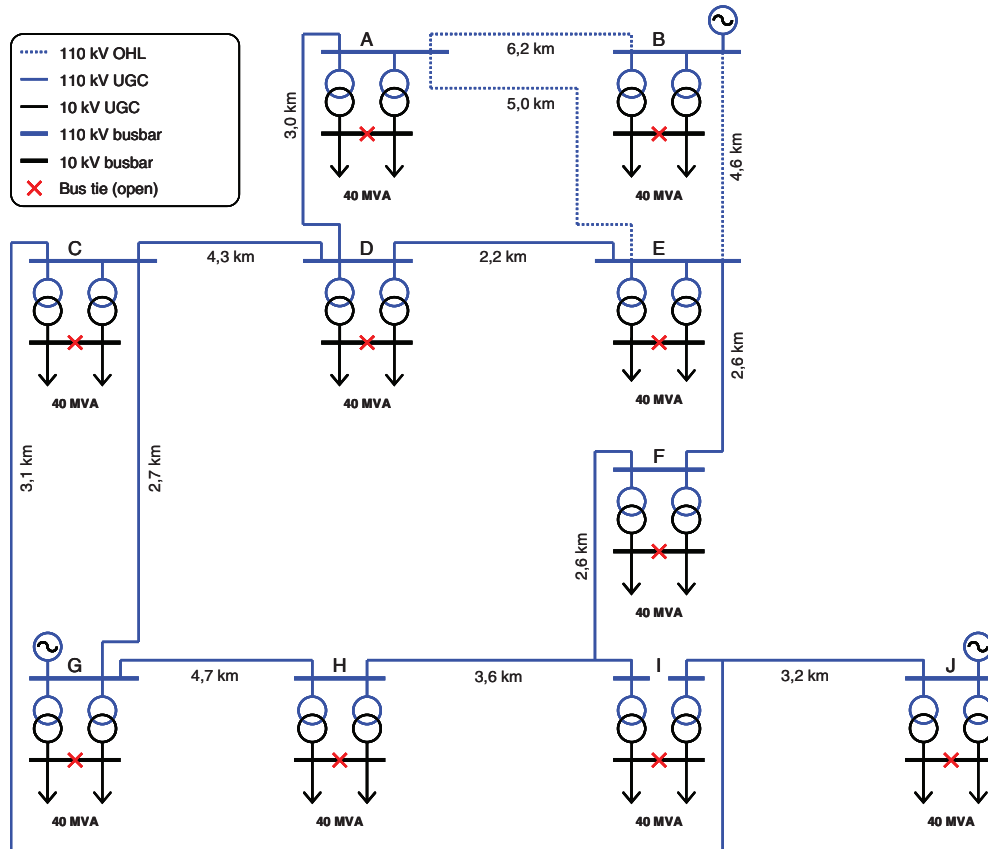 110 kV OHL
110 kV UGC
10 kV UGC
110 kV busbar
10 kV busbar
Bus tie (open)
A
6,2 km
B
5,0 km
3,0 km
4,6 km
40 MVA
40 MVA
C
4,3 km
D
2,2 km
E
2,6 km
40 MVA
40 MVA
40 MVA
3,1 km
2,7 km
F
2,6 km
40 MVA
G
4,7 km
H
3,6 km
I
3,2 km
J
40 MVA
40 MVA
40 MVA
40 MVA